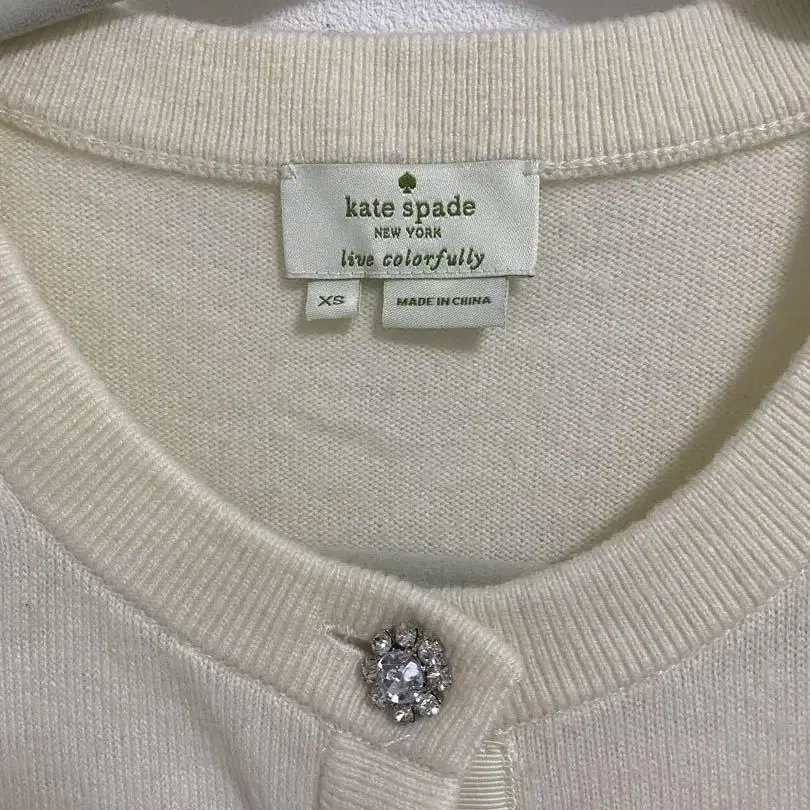 kate spade
NEW YORK
live colorfully
XS
MADE IN CHINA